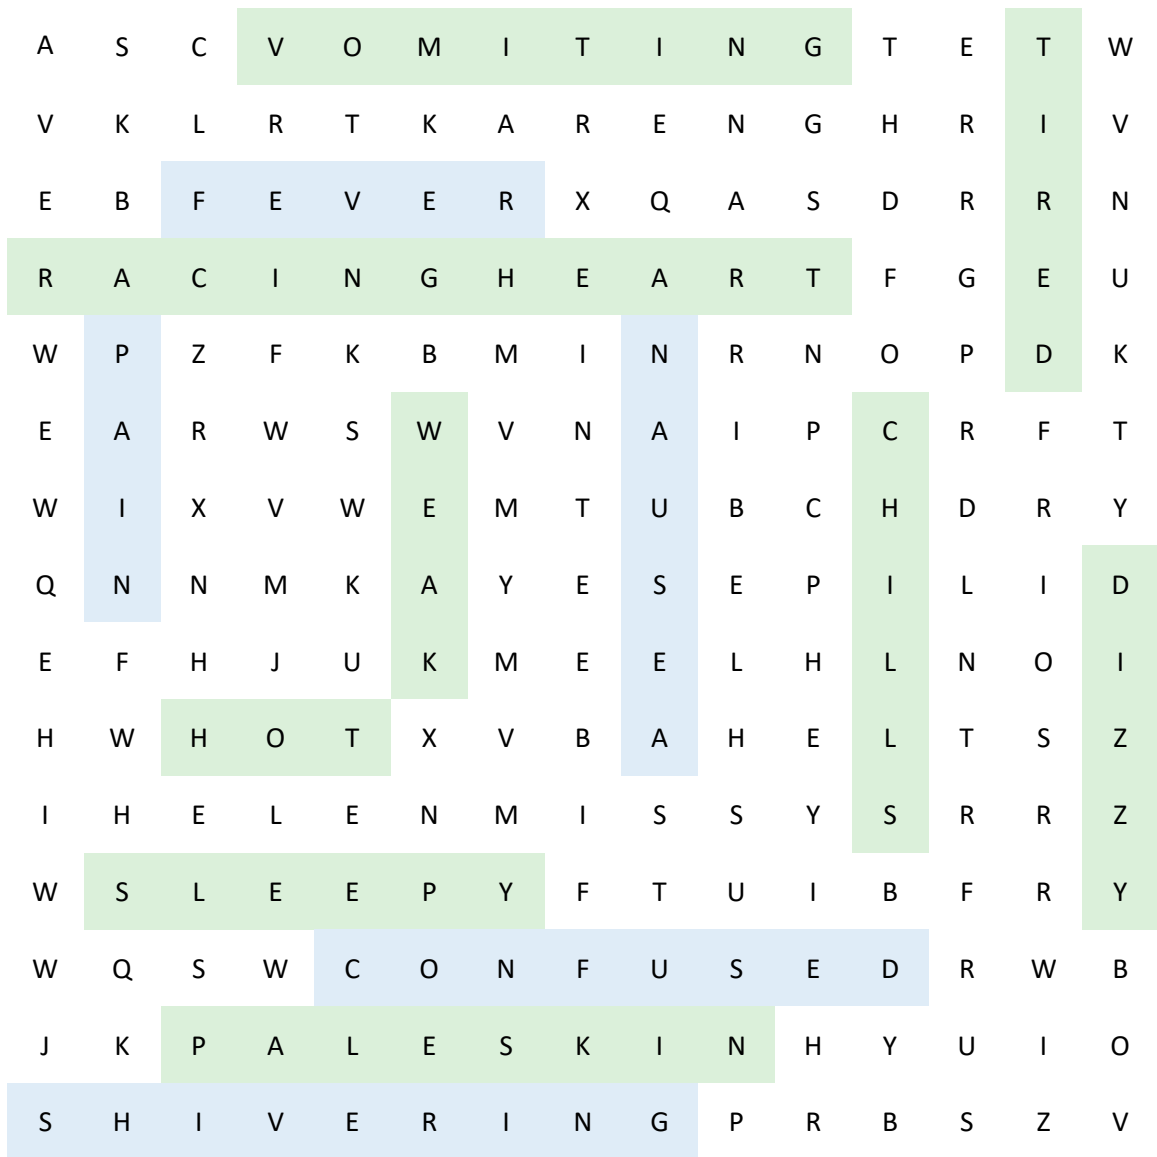 A S C V O M I T I N G T E T W
V K L R T K A R E N G H R I V
E B F E V E R X Q A S D R R N
R A C I N G H E A R T F G E U
W P Z F K B M I N R N O P D K
E A R W S W V N A I P C R F T
W I X V W E M T U B C H D R Y
Q N N M K A Y E S E P I L I D
E F H J U K M E E L H L N O I
H W H O T X V B A H E L T S Z
I H E L E N M I S S Y S R R Z
W S L E E P Y F T U I B F R Y
W Q S W C O N F U S E D R W B
J K P A L E S K I N H Y U I O
S H I V E R I N G P R B S Z V